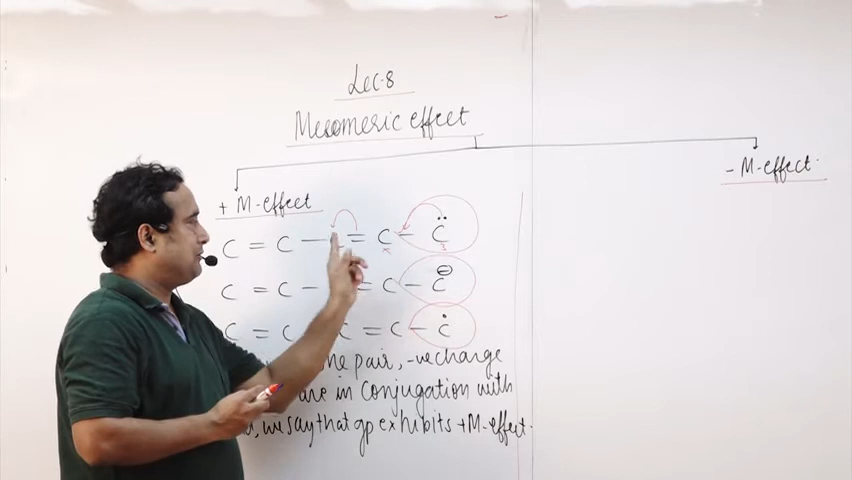 Lec-8
Mesomeric effect
+ M-effect
- M-effect.
C = C - = C - C̈
C = C - = C - C⊖
C = C C = C - Ċ
pair, -ve charge
are in conjugation with
, we say that gp exhibits +M-effect.